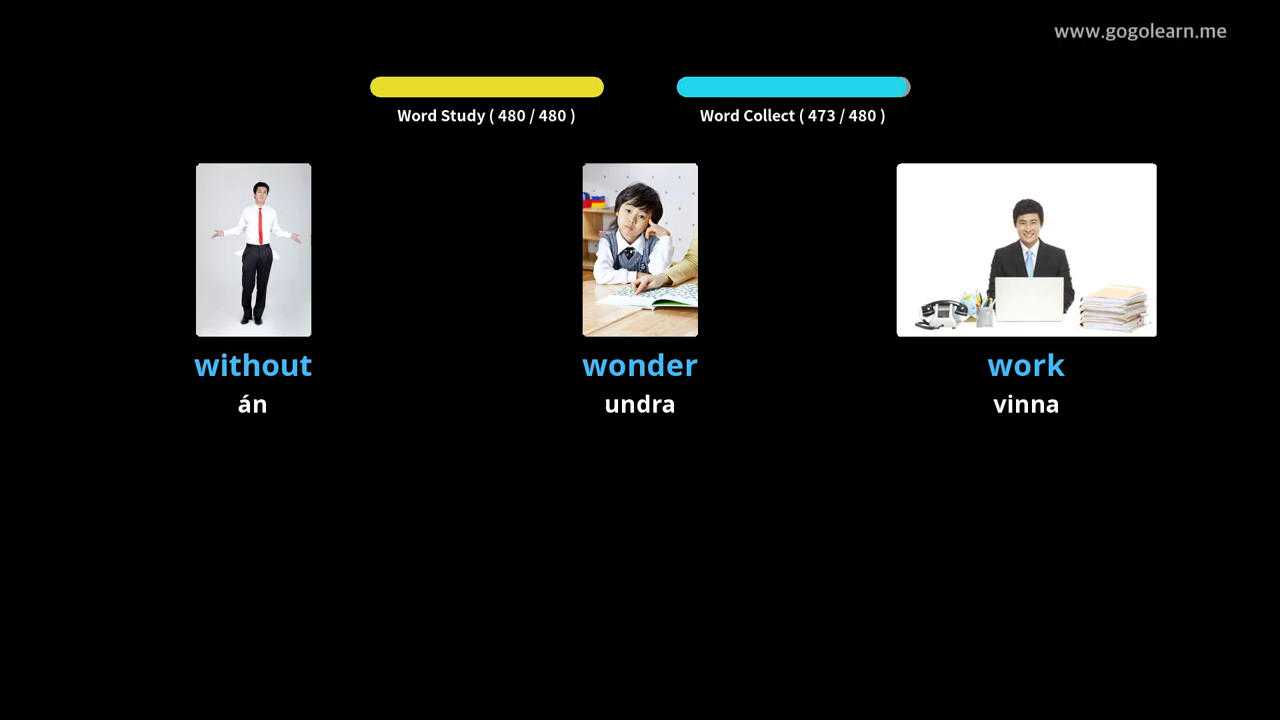 www.gogolearn.me
Word Study ( 480 / 480 )
Word Collect ( 473 / 480 )
without
án
wonder
undra
work
vinna